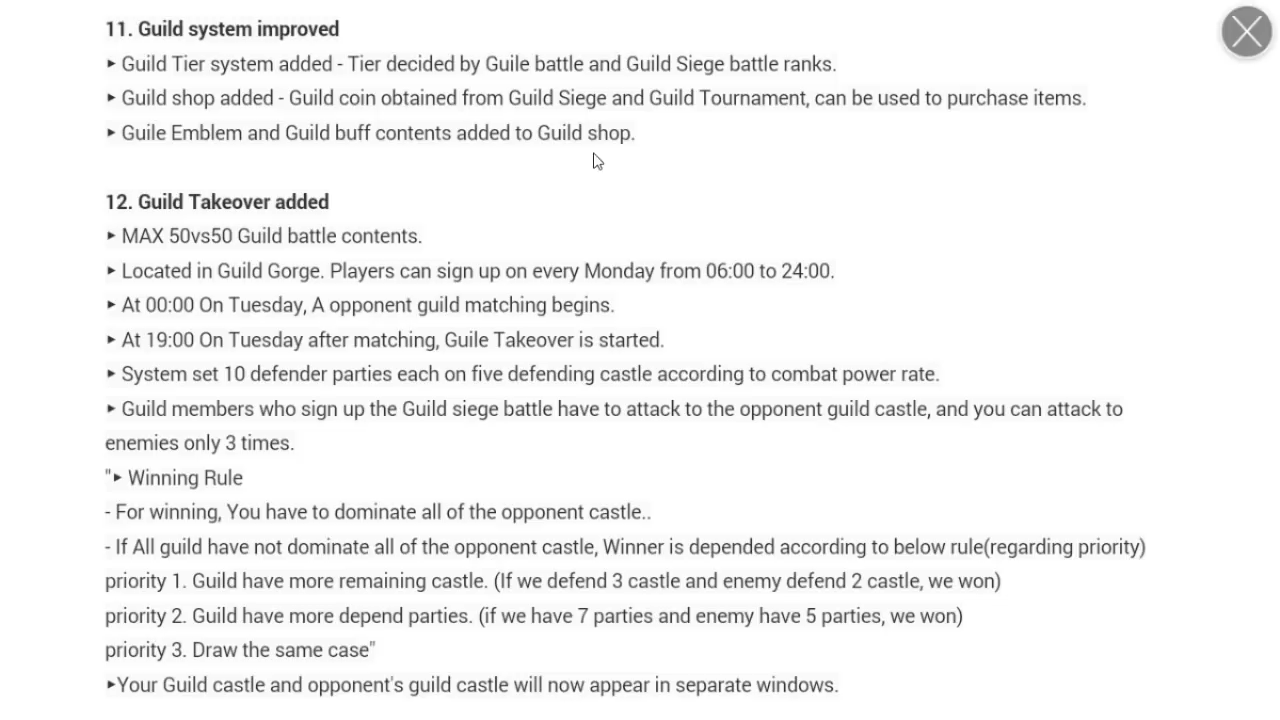 11. Guild system improved
▸ Guild Tier system added - Tier decided by Guile battle and Guild Siege battle ranks.
▸ Guild shop added - Guild coin obtained from Guild Siege and Guild Tournament, can be used to purchase items.
▸ Guile Emblem and Guild buff contents added to Guild shop.
12. Guild Takeover added
▸ MAX 50vs50 Guild battle contents.
▸ Located in Guild Gorge. Players can sign up on every Monday from 06:00 to 24:00.
▸ At 00:00 On Tuesday, A opponent guild matching begins.
▸ At 19:00 On Tuesday after matching, Guile Takeover is started.
▸ System set 10 defender parties each on five defending castle according to combat power rate.
▸ Guild members who sign up the Guild siege battle have to attack to the opponent guild castle, and you can attack to
enemies only 3 times.
"▸ Winning Rule
- For winning, You have to dominate all of the opponent castle..
- If All guild have not dominate all of the opponent castle, Winner is depended according to below rule(regarding priority)
priority 1. Guild have more remaining castle. (If we defend 3 castle and enemy defend 2 castle, we won)
priority 2. Guild have more depend parties. (if we have 7 parties and enemy have 5 parties, we won)
priority 3. Draw the same case"
▸Your Guild castle and opponent's guild castle will now appear in separate windows.